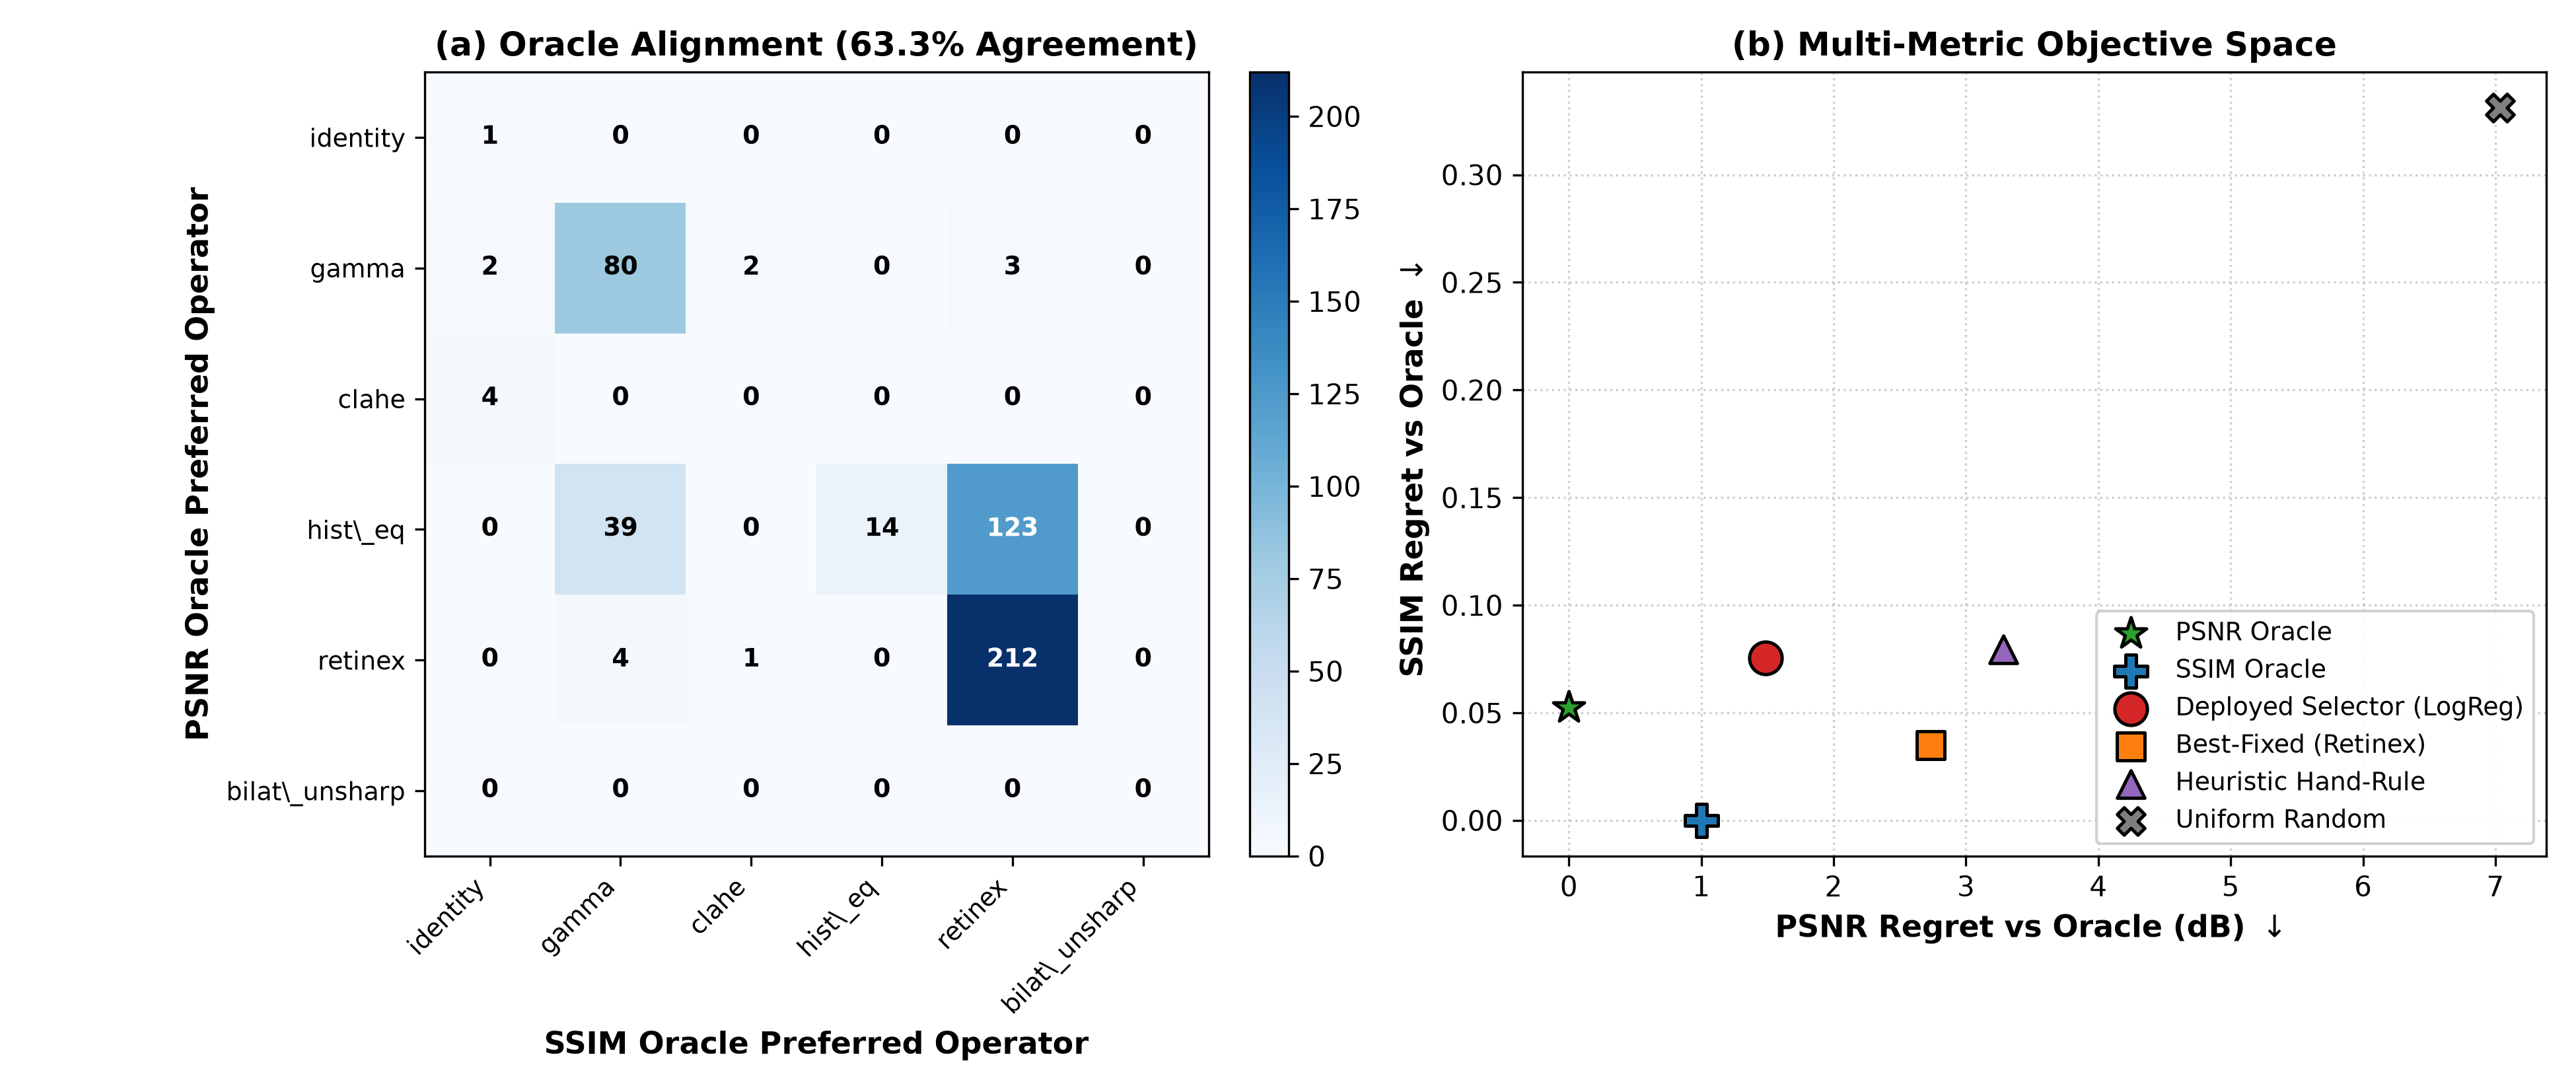 (a) Oracle Alignment (63.3% Agreement)
PSNR Oracle Preferred Operator
identity 1 0 0 0 0 0
gamma 2 80 2 0 3 0
clahe 4 0 0 0 0 0
hist\_eq 0 39 0 14 123 0
retinex 0 4 1 0 212 0
bilat\_unsharp 0 0 0 0 0 0
identity gamma clahe hist\_eq retinex bilat\_unsharp
SSIM Oracle Preferred Operator
200
175
150
125
100
75
50
25
0
(b) Multi-Metric Objective Space
SSIM Regret vs Oracle ↓
0.30
0.25
0.20
0.15
0.10
0.05
0.00
PSNR Oracle
SSIM Oracle
Deployed Selector (LogReg)
Best-Fixed (Retinex)
Heuristic Hand-Rule
Uniform Random
0 1 2 3 4 5 6 7
PSNR Regret vs Oracle (dB) ↓